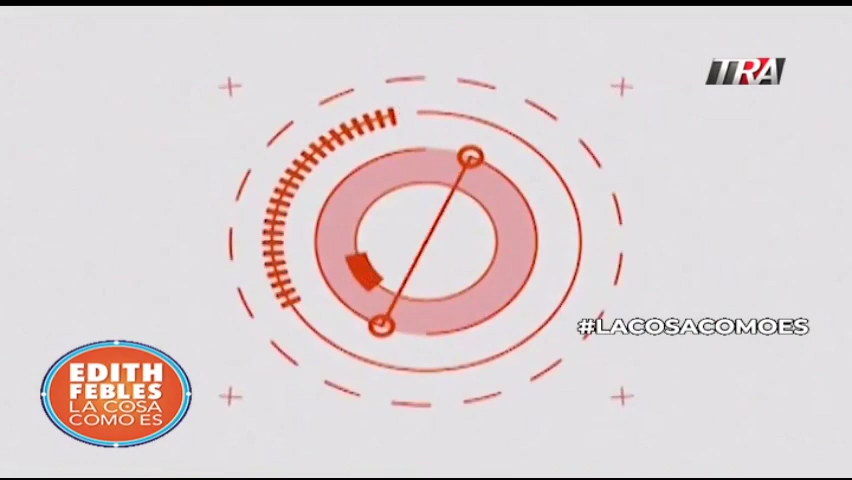 TRA
#LACOSACOMOES
EDITH
FEBLES
LA COSA
COMO ES